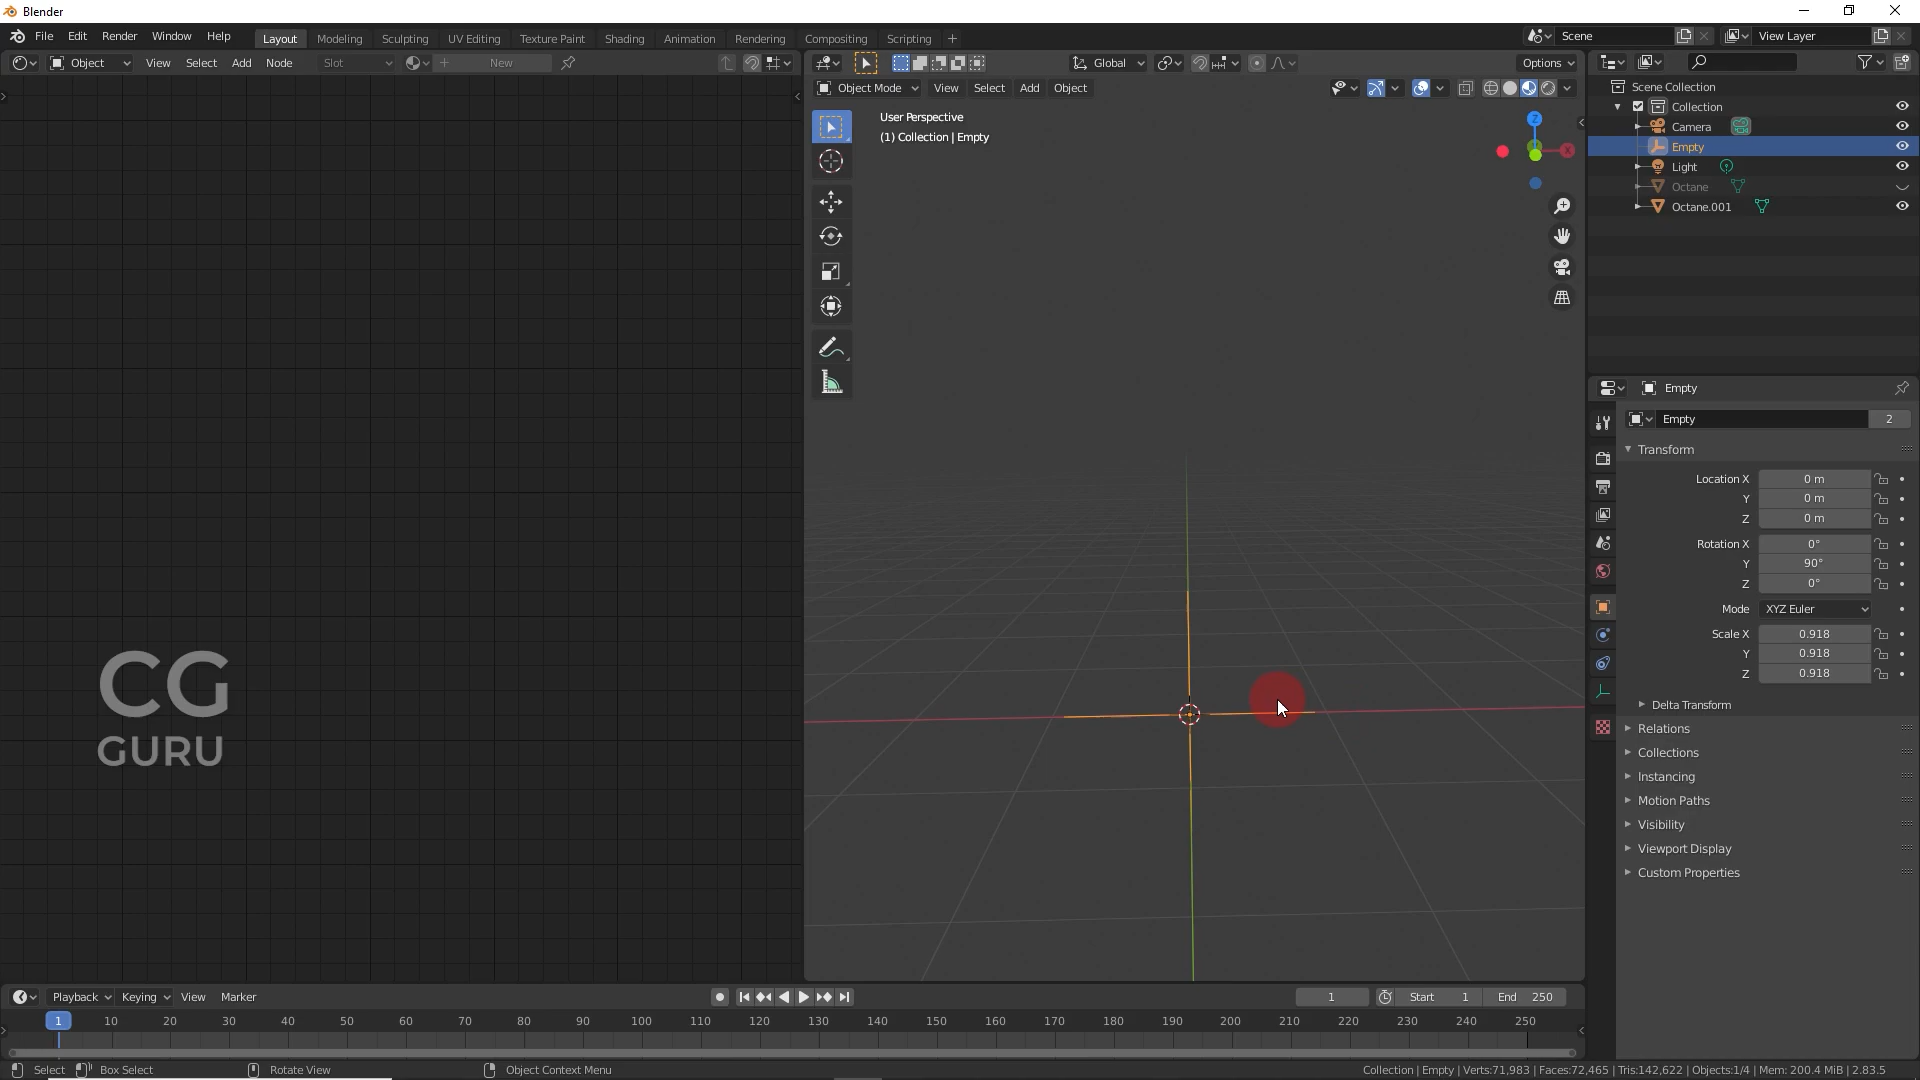 Blender
File Edit Render Window Help Layout Modeling Sculpting UV Editing Texture Paint Shading Animation Rendering Compositing Scripting + Scene View Layer
Object View Select Add Node Slot New Global Options
Object Mode View Select Add Object
User Perspective
(1) Collection | Empty
Z
X
Scene Collection
Collection
Camera
Empty
Light
Octane
Octane.001
Empty
Empty 2
Transform
Location X 0 m
Y 0 m
Z 0 m
Rotation X 0°
Y 90°
Z 0°
Mode XYZ Euler
Scale X 0.918
Y 0.918
Z 0.918
Delta Transform
Relations
Collections
Instancing
Motion Paths
Visibility
Viewport Display
Custom Properties
CG
GURU
Playback Keying View Marker 1 Start 1 End 250
1 10 20 30 40 50 60 70 80 90 100 110 120 130 140 150 160 170 180 190 200 210 220 230 240 250
Select Box Select Rotate View Object Context Menu Collection | Empty | Verts:71,983 | Faces:72,465 | Tris:142,622 | Objects:1/4 | Mem: 200.4 MiB | 2.83.5